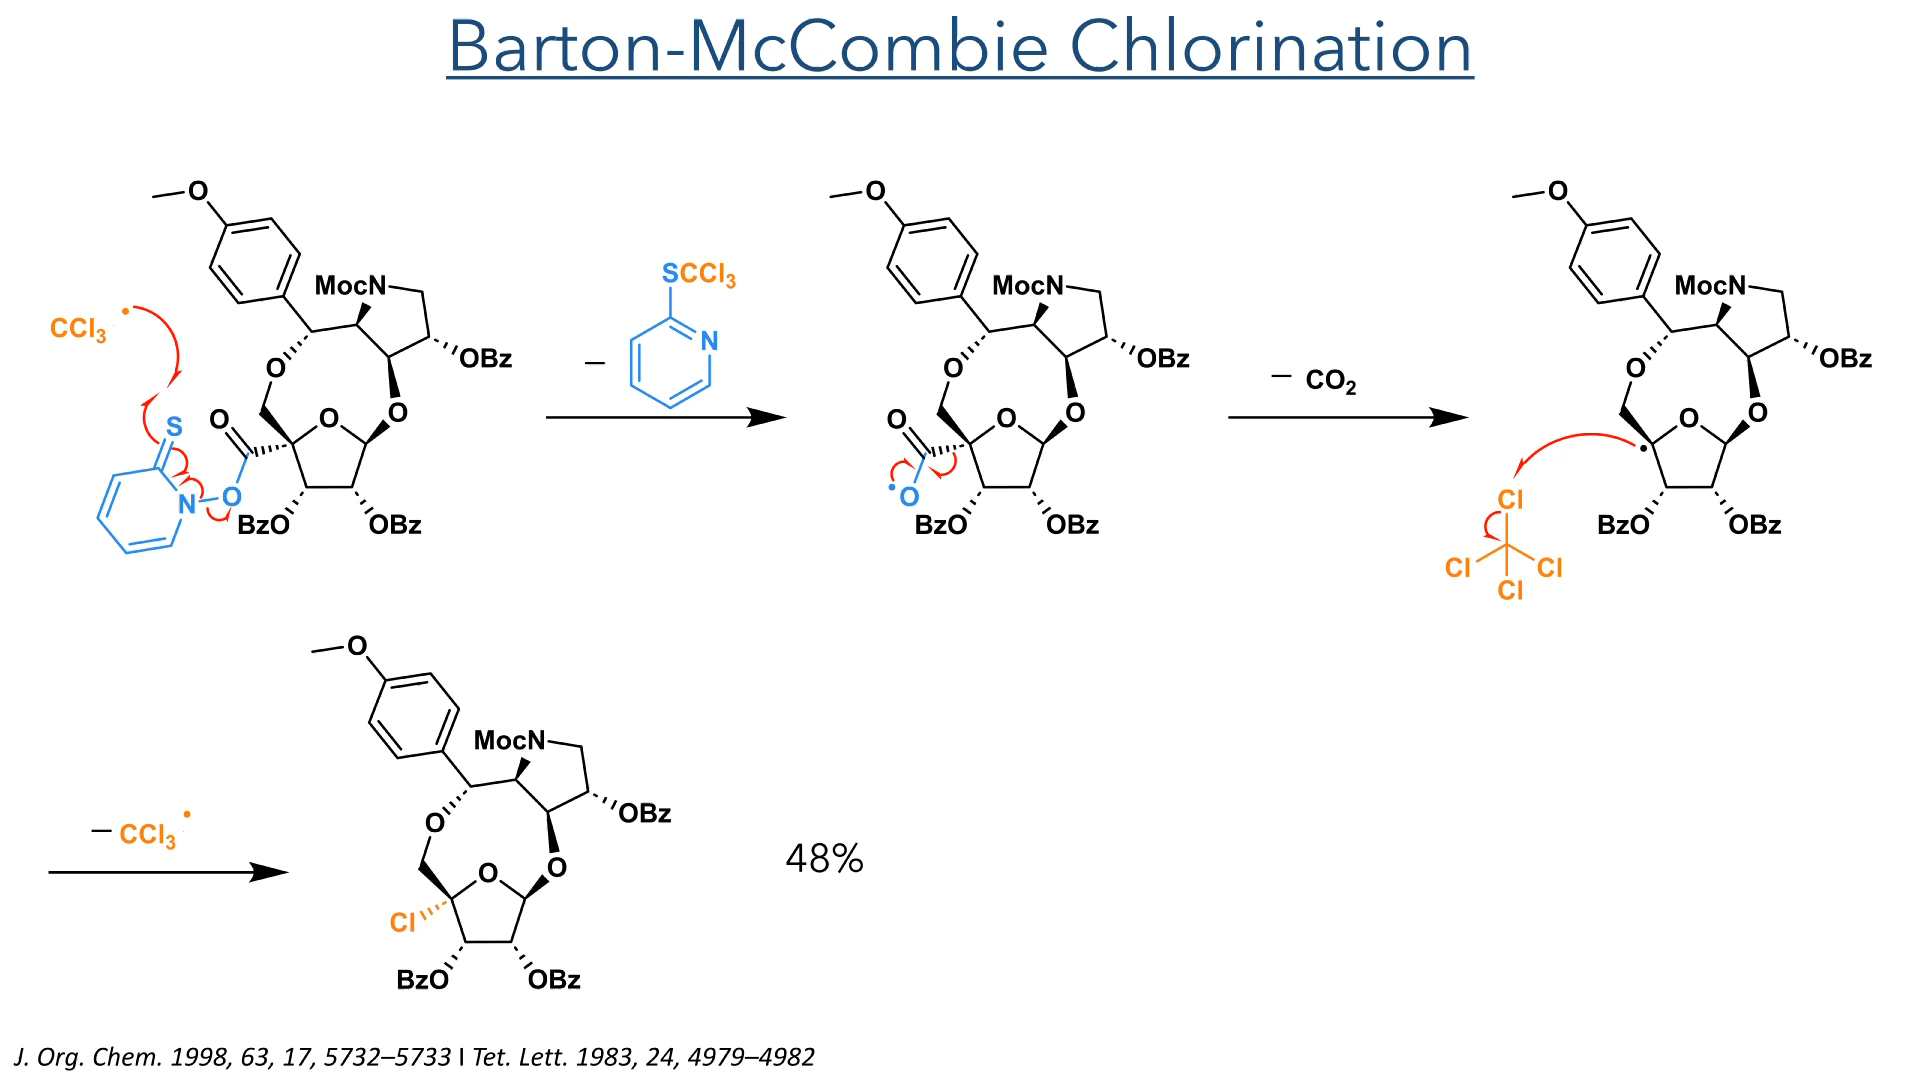 Barton-McCombie Chlorination
O
MocN
OBz
O
O
O
O
CCl3
S
N
O
BzO
OBz
–
SCCl3
N
O
MocN
OBz
O
O
O
O
O
BzO
OBz
– CO2
O
MocN
OBz
O
O
O
BzO
OBz
Cl
Cl
Cl
Cl
– CCl3
O
MocN
OBz
O
O
O
Cl
BzO
OBz
48%
J. Org. Chem. 1998, 63, 17, 5732–5733 I Tet. Lett. 1983, 24, 4979–4982